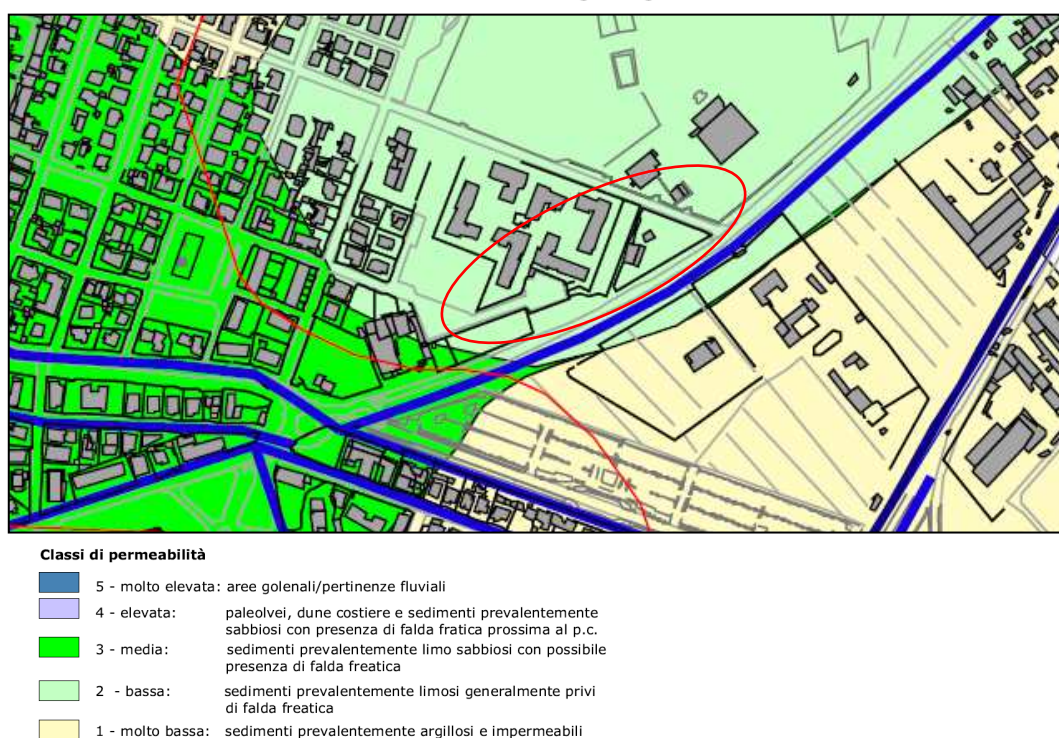 Classi di permeabilità
5 - molto elevata: aree golenali/pertinenze fluviali
4 - elevata: paleolvei, dune costiere e sedimenti prevalentemente
sabbiosi con presenza di falda fratica prossima al p.c.
3 - media: sedimenti prevalentemente limo sabbiosi con possibile
presenza di falda freatica
2 - bassa: sedimenti prevalentemente limosi generalmente privi
di falda freatica
1 - molto bassa: sedimenti prevalentemente argillosi e impermeabili